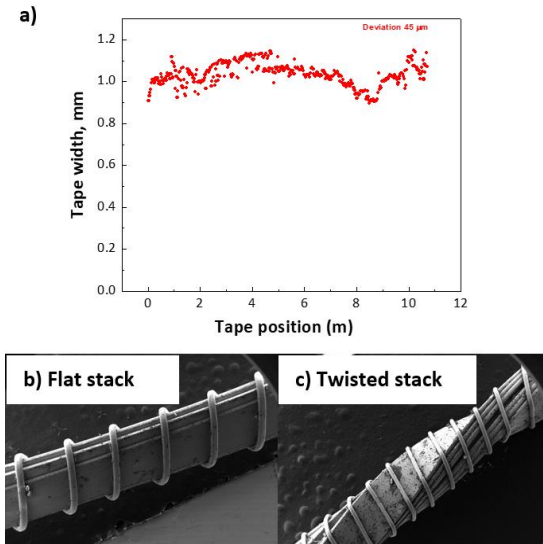 a)
Deviation 45 µm
1.2
1.0
0.8
0.6
0.4
0.2
0.0
Tape width, mm
0 2 4 6 8 10 12
Tape position (m)
b) Flat stack
c) Twisted stack